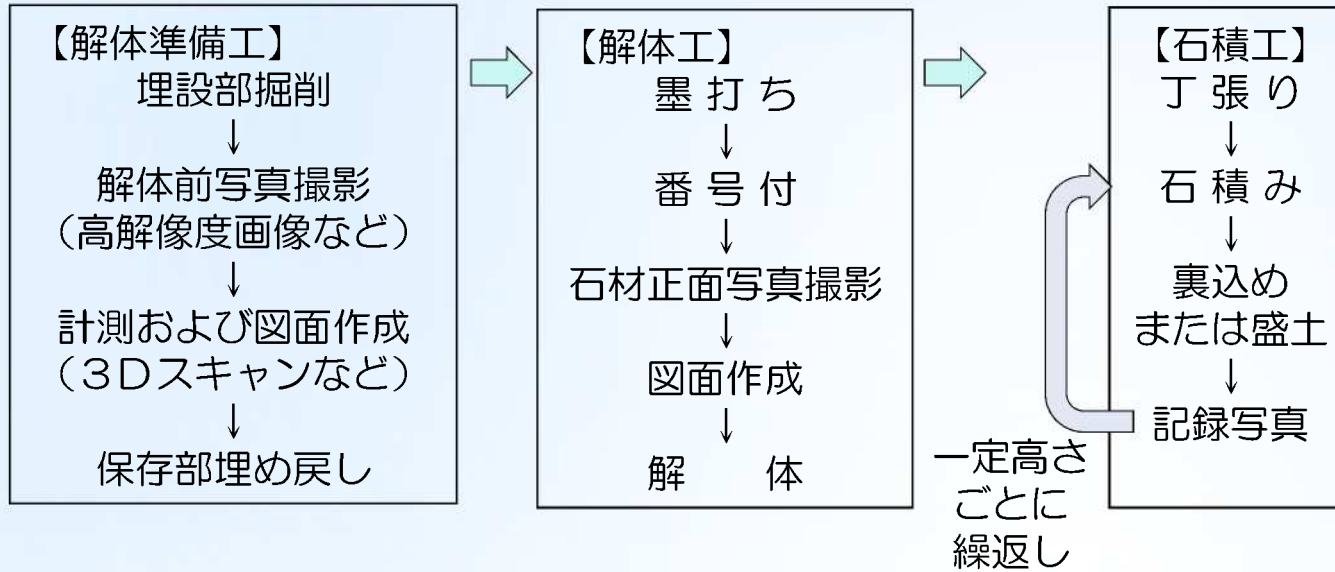 【解体準備工】
埋設部掘削
↓
解体前写真撮影
（高解像度画像など）
↓
計測および図面作成
（３Ｄスキャンなど）
↓
保存部埋め戻し
【解体工】
墨 打 ち
↓
番 号 付
↓
石材正面写真撮影
↓
図面作成
↓
解　　体
【石積工】
丁 張 り
↓
石 積 み
↓
裏込め
または盛土
↓
記録写真
一定高さ
ごとに
繰返し